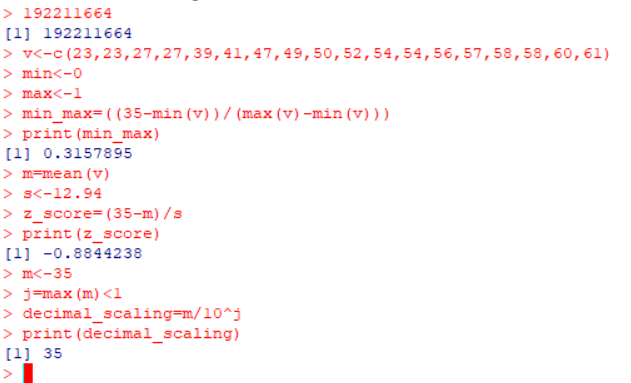 > 192211664
[1] 192211664
> v<-c(23,23,27,27,39,41,47,49,50,52,54,54,56,57,58,58,60,61)
> min<-0
> max<-1
> min_max=((35-min(v))/(max(v)-min(v)))
> print(min_max)
[1] 0.3157895
> m=mean(v)
> s<-12.94
> z_score=(35-m)/s
> print(z_score)
[1] -0.8844238
> m<-35
> j=max(m)<1
> decimal_scaling=m/10^j
> print(decimal_scaling)
[1] 35
>